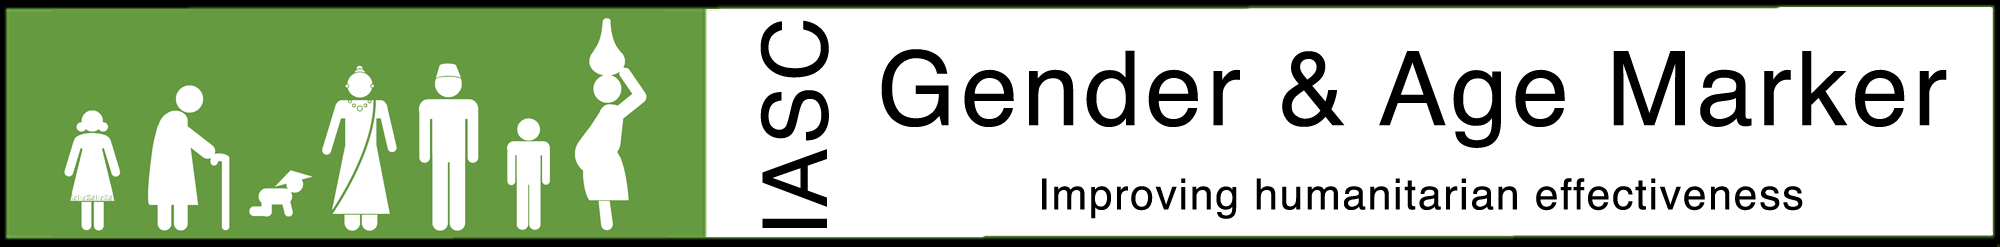 IASC
Gender & Age Marker
Improving humanitarian effectiveness